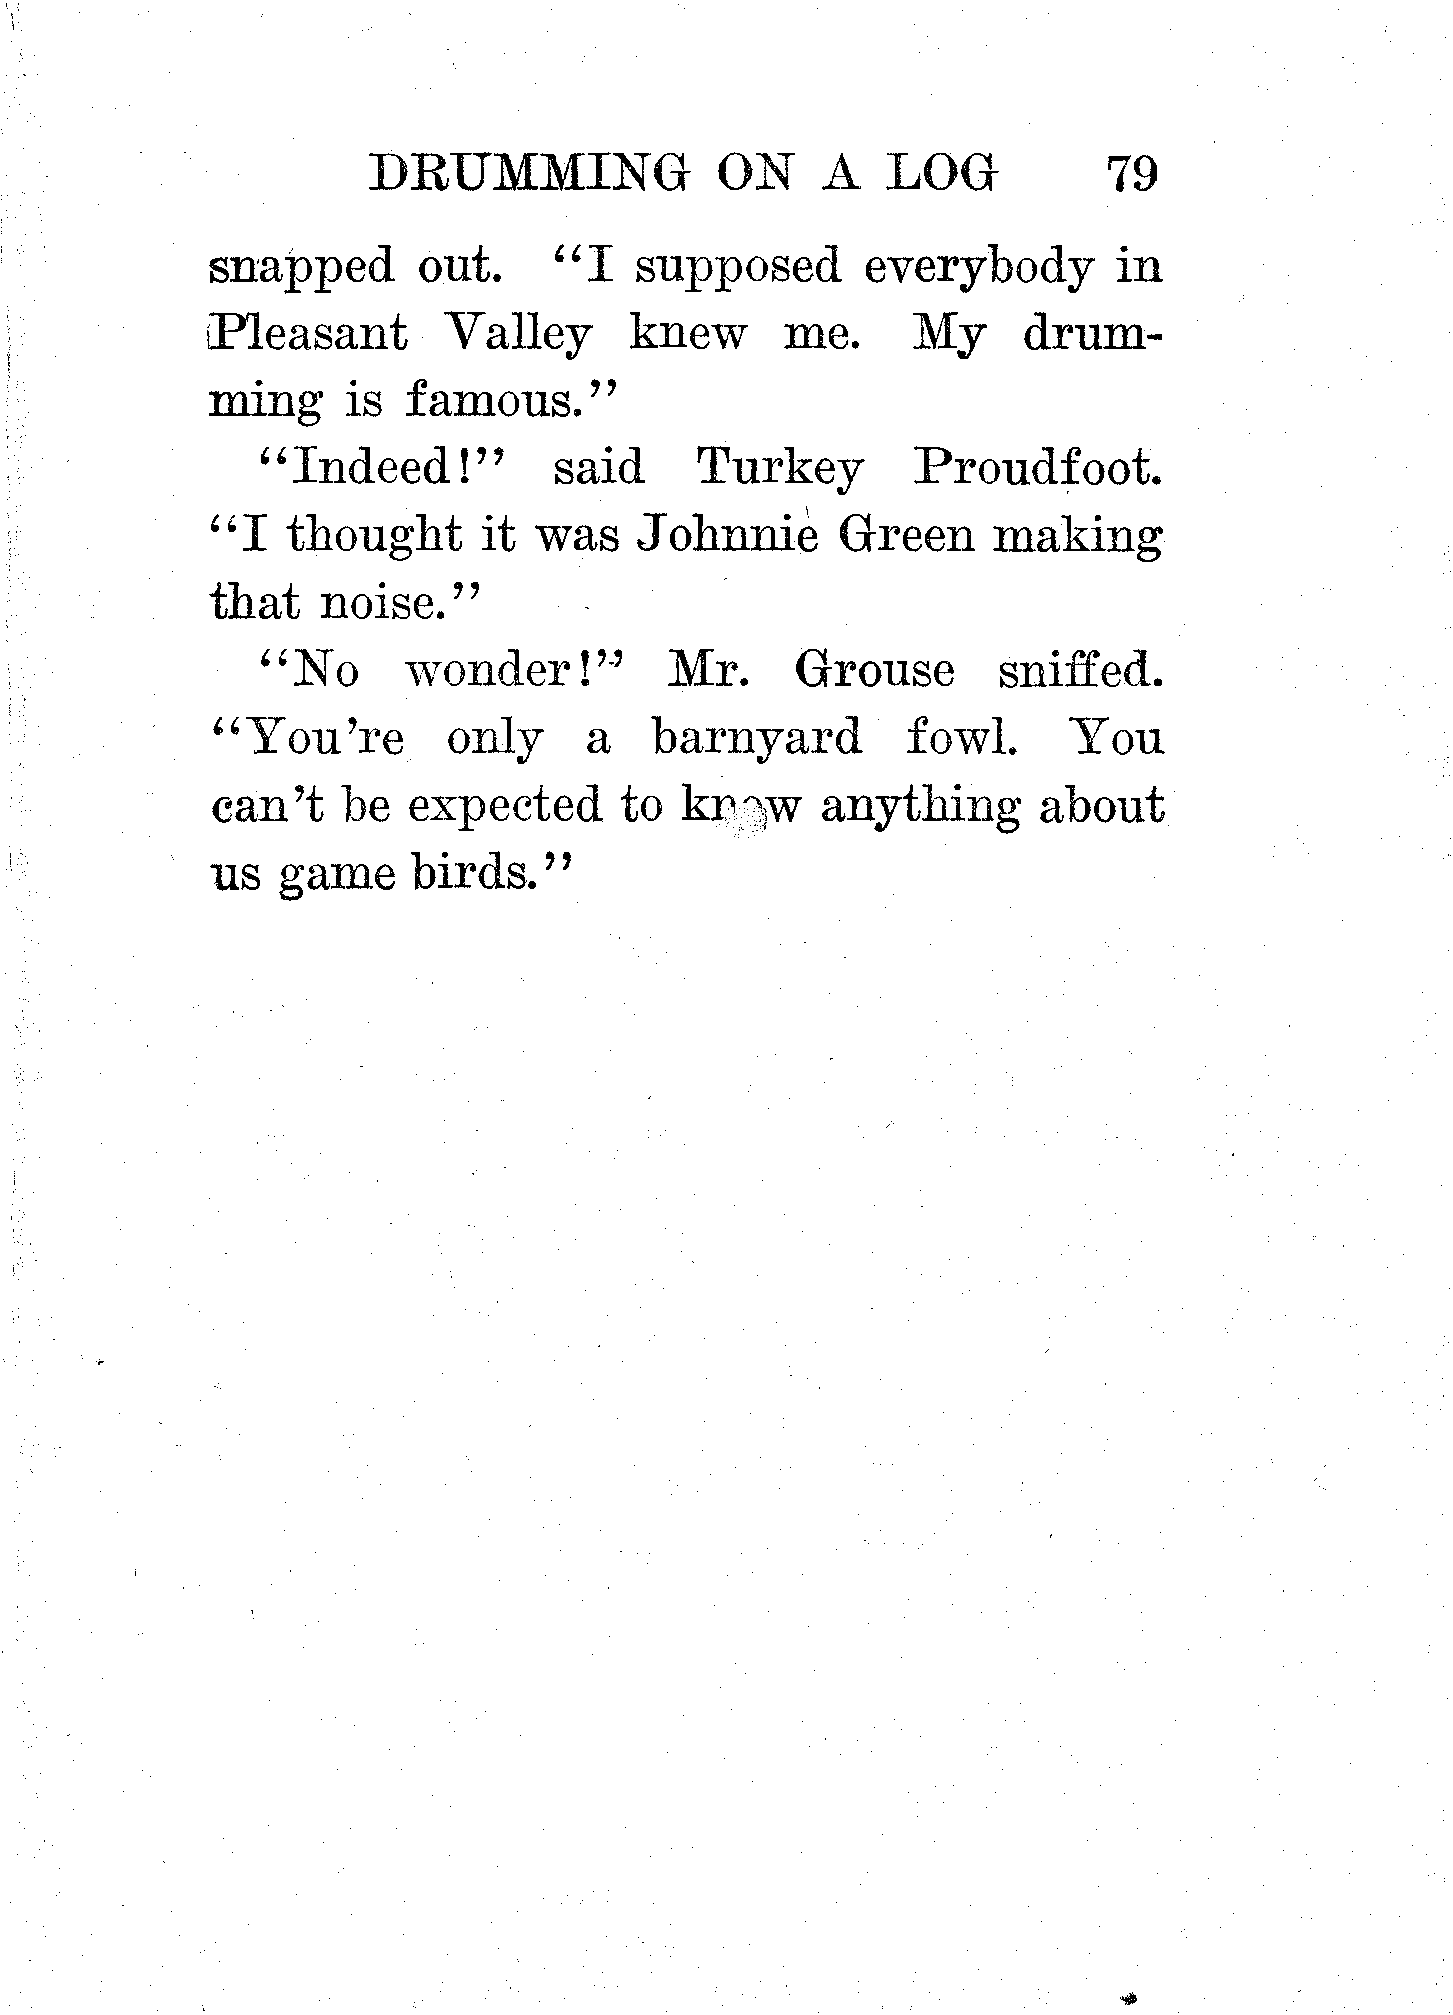 DRUMMING ON A LOG 79
snapped out. "I supposed everybody in
Pleasant Valley knew me. My drum-
ming is famous."
"Indeed!" said Turkey Proudfoot.
"I thought it was Johnnie Green making
that noise."
"No wonder!" Mr. Grouse sniffed.
"You're only a barnyard fowl. You
can't be expected to know anything about
us game birds."